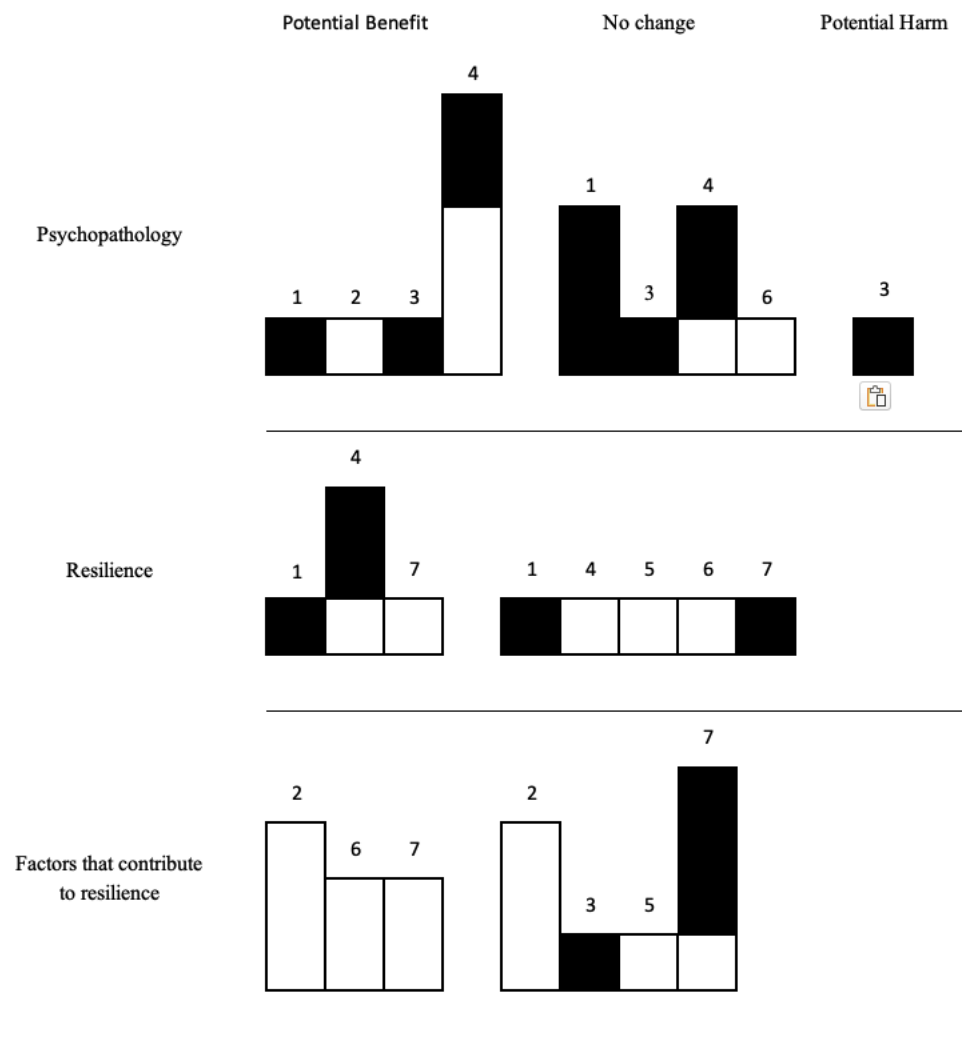 Potential Benefit No change Potential Harm
4
1 4
Psychopathology
1 2 3 3 6 3
4
Resilience 1 7 1 4 5 6 7
7
2 2
6 7
Factors that contribute
to resilience
3 5